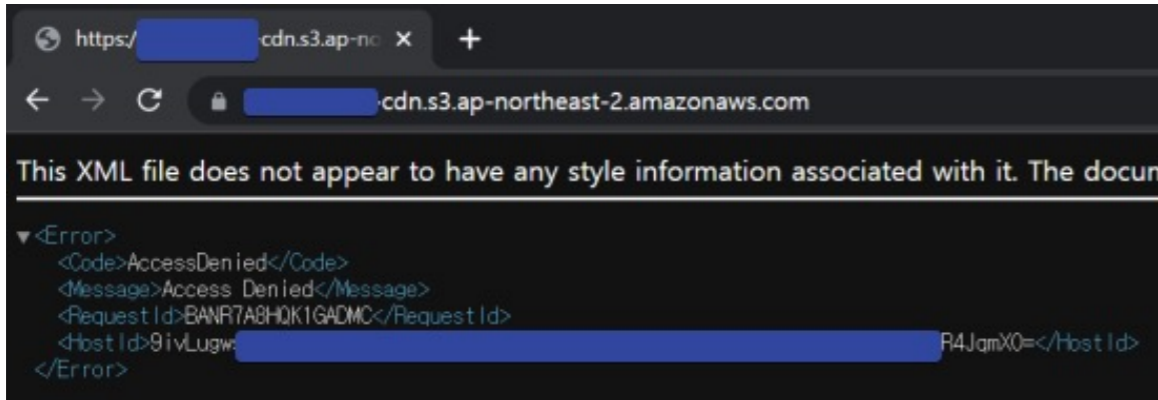 https:/ cdn.s3.ap-no
cdn.s3.ap-northeast-2.amazonaws.com
This XML file does not appear to have any style information associated with it. The docum
<Error>
<Code>AccessDenied</Code>
<Message>Access Denied</Message>
<RequestId>BANR7A8HQK1GADMC</RequestId>
<HostId>9ivLugw R4JqmX0=</HostId>
</Error>